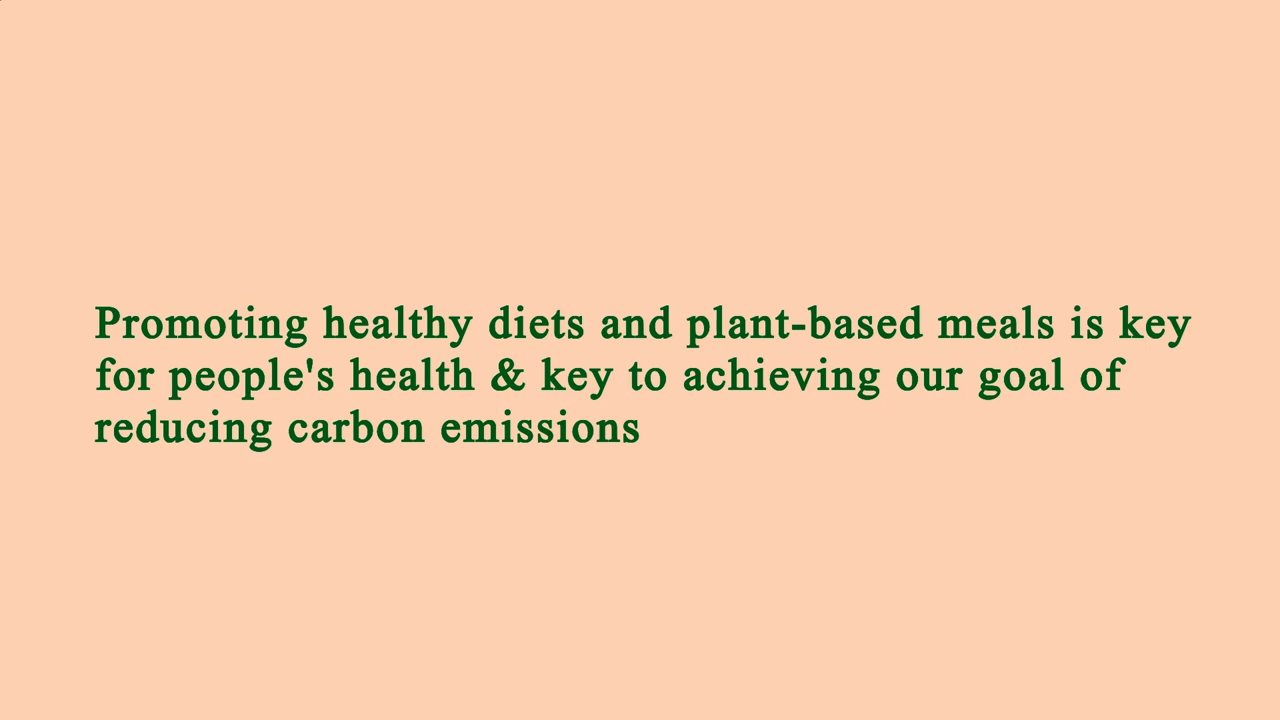 Promoting healthy diets and plant-based meals is key
for people's health & key to achieving our goal of
reducing carbon emissions